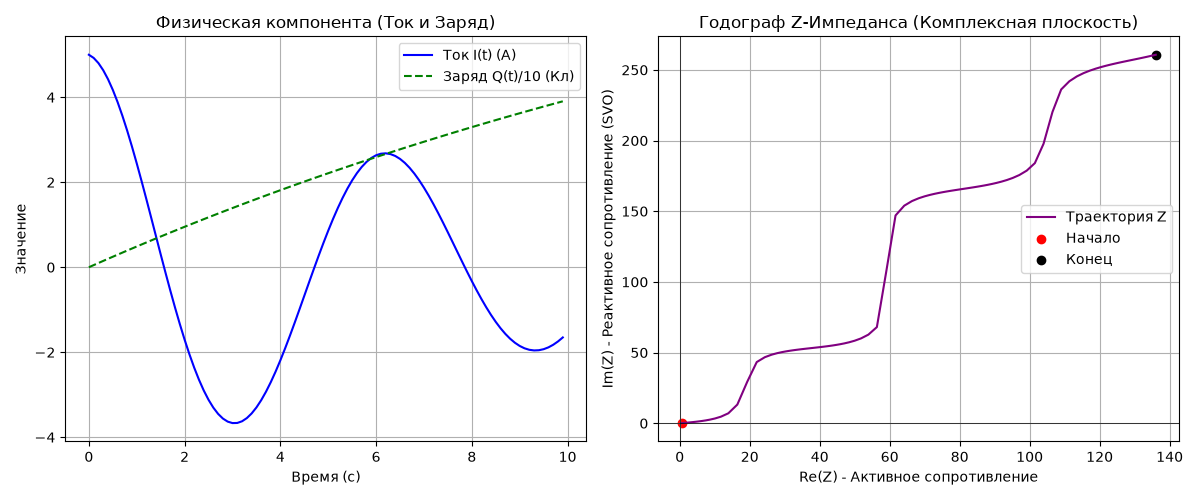 Физическая компонента (Ток и Заряд)
Ток I(t) (А)
Заряд Q(t)/10 (Кл)
Значение
4
2
0
−2
−4
0
2
4
6
8
10
Время (с)
Годограф Z-Импеданса (Комплексная плоскость)
Im(Z) - Реактивное сопротивление (SVO)
250
200
150
100
50
0
Траектория Z
Начало
Конец
0
20
40
60
80
100
120
140
Re(Z) - Активное сопротивление